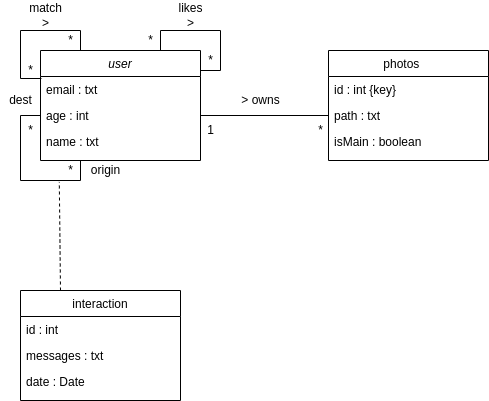 match
>
likes
>
*
*
*
*
user
email : txt
age : int
name : txt
dest
*
*
origin
> owns
1
*
photos
id : int {key}
path : txt
isMain : boolean
interaction
id : int
messages : txt
date : Date